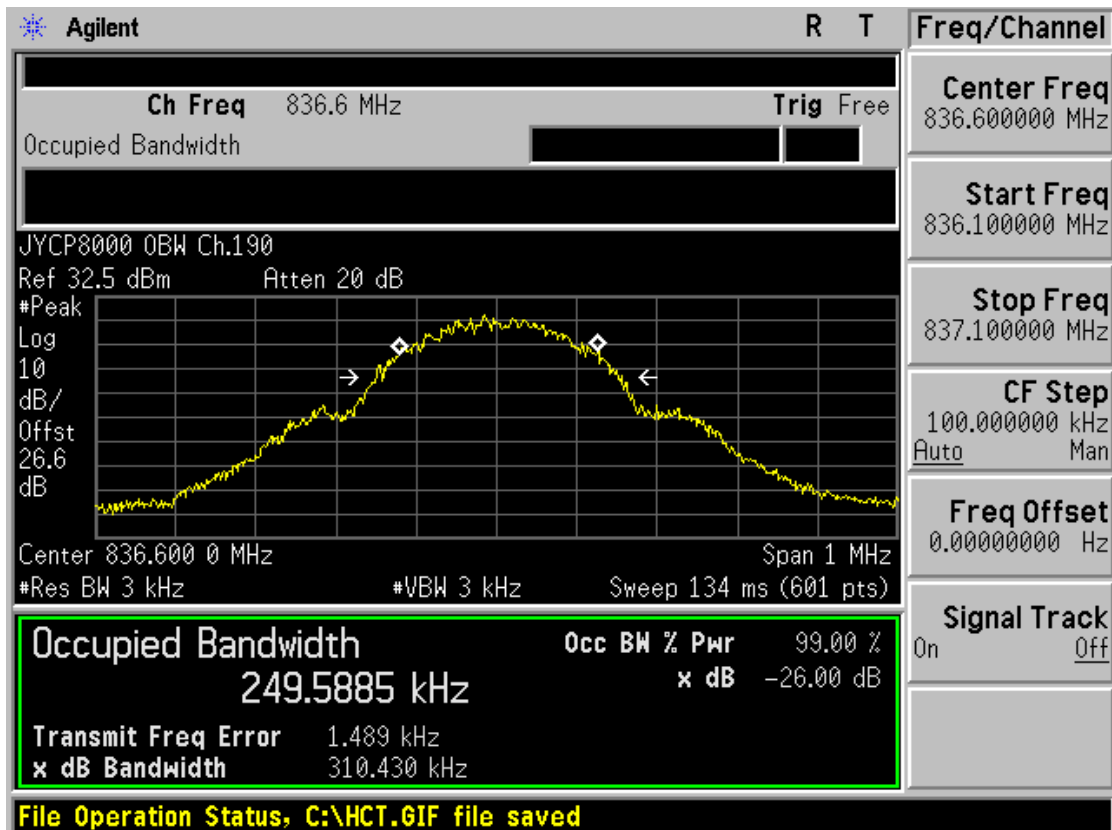 Agilent R T
Freq/Channel
Ch Freq 836.6 MHz Trig Free
Occupied Bandwidth
Center Freq
836.600000 MHz
Start Freq
836.100000 MHz
Stop Freq
837.100000 MHz
CF Step
100.000000 kHz
Auto Man
Freq Offset
0.00000000 Hz
Signal Track
On Off
JYCP8000 OBW Ch.190
Ref 32.5 dBm Atten 20 dB
#Peak
Log
10
dB/
Offst
26.6
dB
Center 836.600 0 MHz Span 1 MHz
#Res BW 3 kHz #VBW 3 kHz Sweep 134 ms (601 pts)
Occupied Bandwidth
249.5885 kHz
Occ BW % Pwr 99.00 %
x dB -26.00 dB
Transmit Freq Error 1.489 kHz
x dB Bandwidth 310.430 kHz
File Operation Status, C:\HCT.GIF file saved